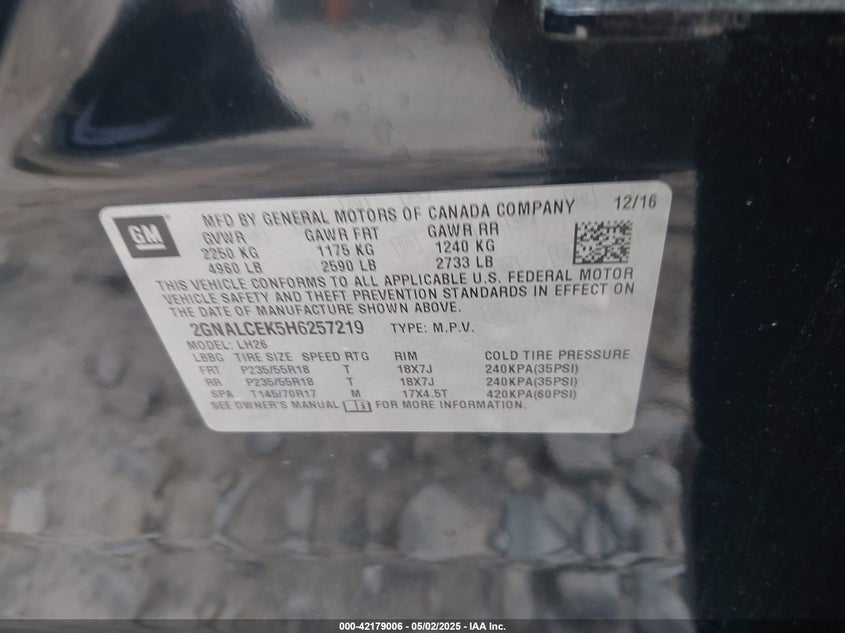 GM
MFD BY GENERAL MOTORS OF CANADA COMPANY 12/16
GVWR GAWR FRT GAWR RR
2250 KG 1175 KG 1240 KG
4960 LB 2590 LB 2733 LB
THIS VEHICLE CONFORMS TO ALL APPLICABLE U.S. FEDERAL MOTOR
VEHICLE SAFETY AND THEFT PREVENTION STANDARDS IN EFFECT ON
THE DATE OF MANUFACTURE SHOWN ABOVE.
2GNALCEK5H6257219 TYPE: M.P.V.
MODEL: LH26
LBBG TIRE SIZE SPEED RTG RIM COLD TIRE PRESSURE
FRT P235/55R18 T 18X7J 240KPA(35PSI)
RR P235/55R18 T 18X7J 240KPA(35PSI)
SPA T145/70R17 M 17X4.5T 420KPA(60PSI)
SEE OWNER'S MANUAL FOR MORE INFORMATION.
000-42179006 - 05/02/2025 - IAA Inc.